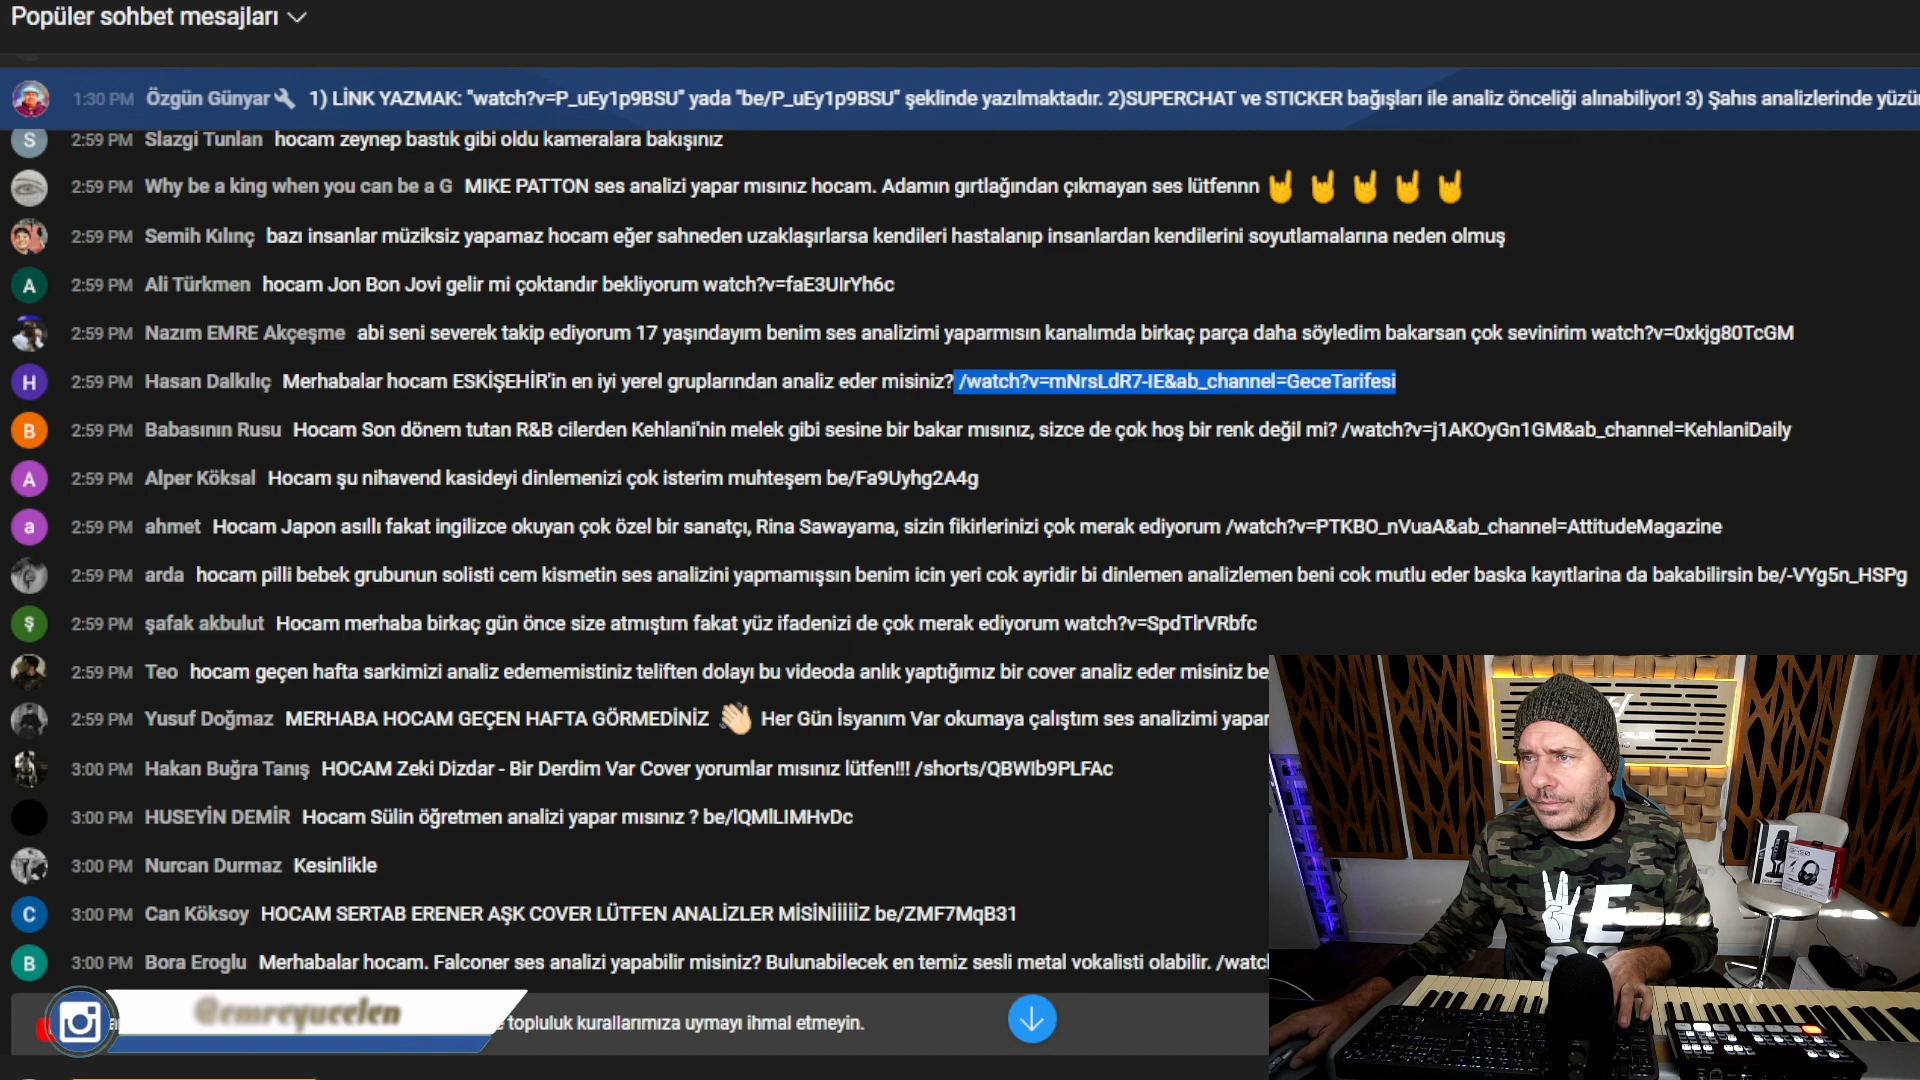 Popüler sohbet mesajları
1:30 PM Özgün Günyar 1) LİNK YAZMAK: "watch?v=P_uEy1p9BSU" yada "be/P_uEy1p9BSU" şeklinde yazılmaktadır. 2)SUPERCHAT ve STICKER bağışları ile analiz önceliği alınabiliyor! 3) Şahıs analizlerinde yüzü
S 2:59 PM Slazgi Tunlan hocam zeynep bastık gibi oldu kameralara bakışınız
2:59 PM Why be a king when you can be a G MIKE PATTON ses analizi yapar mısınız hocam. Adamın gırtlağından çıkmayan ses lütfennn 🤘 🤘 🤘 🤘 🤘
2:59 PM Semih Kılınç bazı insanlar müziksiz yapamaz hocam eğer sahneden uzaklaşırlarsa kendileri hastalanıp insanlardan kendilerini soyutlamalarına neden olmuş
A 2:59 PM Ali Türkmen hocam Jon Bon Jovi gelir mi çoktandır bekliyorum watch?v=faE3UIrYh6c
2:59 PM Nazım EMRE Akçeşme abi seni severek takip ediyorum 17 yaşındayım benim ses analizimi yaparmısın kanalımda birkaç parça daha söyledim bakarsan çok sevinirim watch?v=0xkjg80TcGM
H 2:59 PM Hasan Dalkılıç Merhabalar hocam ESKİŞEHİR'in en iyi yerel gruplarından analiz eder misiniz? /watch?v=mNrsLdR7-IE&ab_channel=GeceTarifesi
B 2:59 PM Babasının Rusu Hocam Son dönem tutan R&B cilerden Kehlani'nin melek gibi sesine bir bakar mısınız, sizce de çok hoş bir renk değil mi? /watch?v=j1AKOyGn1GM&ab_channel=KehlaniDaily
A 2:59 PM Alper Köksal Hocam şu nihavend kasideyi dinlemenizi çok isterim muhteşem be/Fa9Uyhg2A4g
a 2:59 PM ahmet Hocam Japon asıllı fakat ingilizce okuyan çok özel bir sanatçı, Rina Sawayama, sizin fikirlerinizi çok merak ediyorum /watch?v=PTKBO_nVuaA&ab_channel=AttitudeMagazine
2:59 PM arda hocam pilli bebek grubunun solisti cem kismetin ses analizini yapmamışsın benim icin yeri cok ayridir bi dinlemen analizlemen beni cok mutlu eder baska kayıtlarina da bakabilirsin be/-VYg5n_HSPg
Ş 2:59 PM şafak akbulut Hocam merhaba birkaç gün önce size atmıştım fakat yüz ifadenizi de çok merak ediyorum watch?v=SpdTlrVRbfc
2:59 PM Teo hocam geçen hafta sarkimizi analiz edememistiniz teliften dolayı bu videoda anlık yaptığımız bir cover analiz eder misiniz be
2:59 PM Yusuf Doğmaz MERHABA HOCAM GEÇEN HAFTA GÖRMEDİNİZ 👋🏻 Her Gün İsyanım Var okumaya çalıştım ses analizimi yapar
3:00 PM Hakan Buğra Tanış HOCAM Zeki Dizdar - Bir Derdim Var Cover yorumlar mısınız lütfen!!! /shorts/QBWIb9PLFAc
3:00 PM HUSEYİN DEMİR Hocam Sülin öğretmen analizi yapar mısınız ? be/lQMlLIMHvDc
3:00 PM Nurcan Durmaz Kesinlikle
C 3:00 PM Can Köksoy HOCAM SERTAB ERENER AŞK COVER LÜTFEN ANALİZLER MİSİNİİİİİZ be/ZMF7MqB31
B 3:00 PM Bora Eroglu Merhabalar hocam. Falconer ses analizi yapabilir misiniz? Bulunabilecek en temiz sesli metal vokalisti olabilir. /watc
@emreyucelen
topluluk kurallarımıza uymayı ihmal etmeyin.